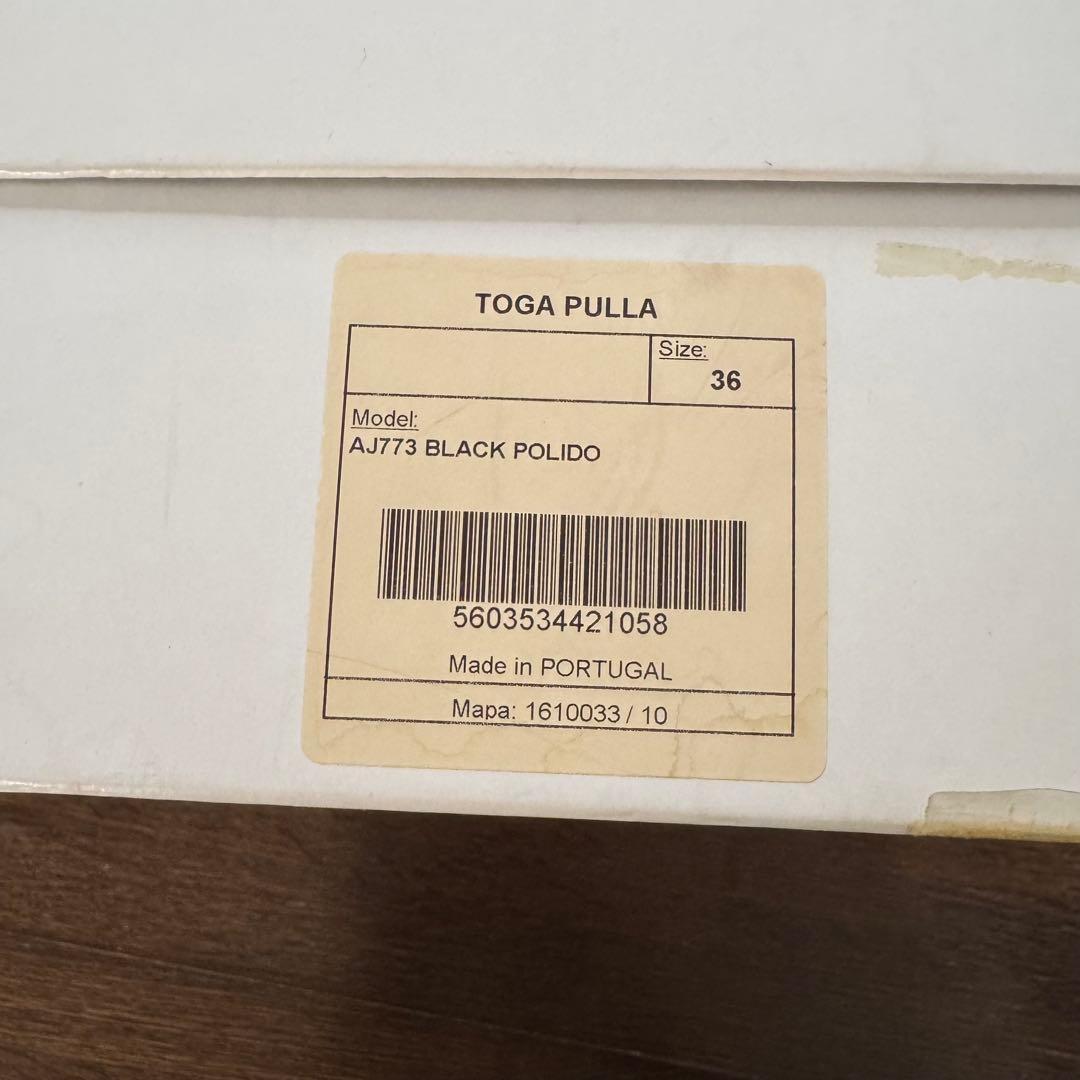 TOGA PULLA
Size:
36
Model:
AJ773 BLACK POLIDO
5603534421058
Made in PORTUGAL
Mapa: 1610033 / 10